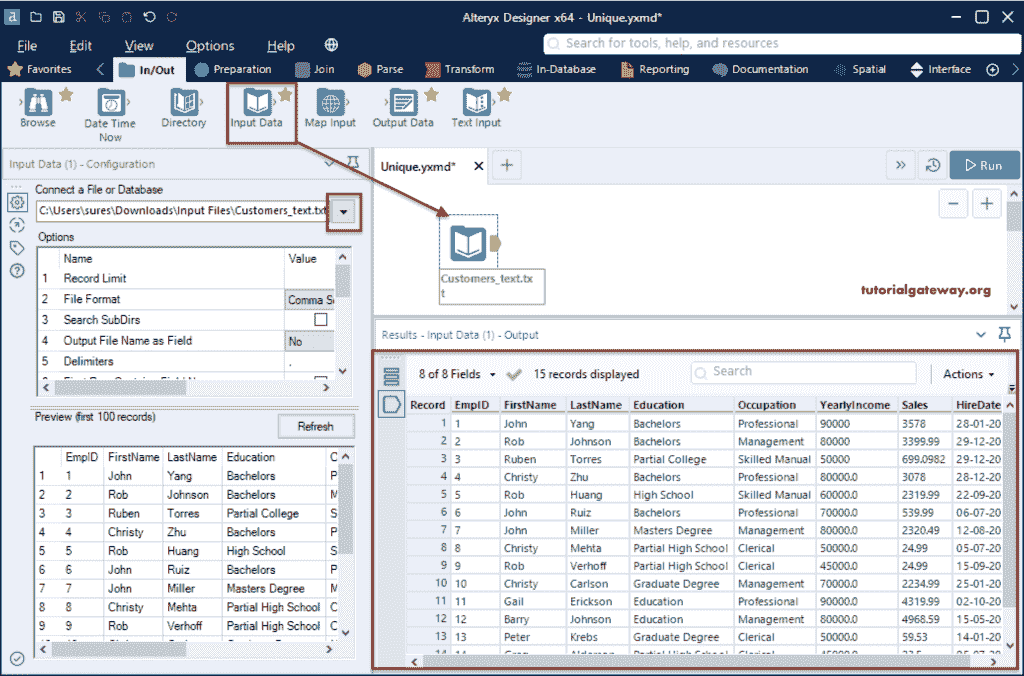 Alteryx Designer x64 - Unique.yxmd*
File Edit View Options Help
Search for tools, help, and resources
Favorites In/Out Preparation Join Parse Transform In-Database Reporting Documentation Spatial Interface
Browse Date Time Now Directory Input Data Map Input Output Data Text Input
Input Data (1) - Configuration
Connect a File or Database
C:\Users\sures\Downloads\Input Files\Customers_text.txt
Options
Name Value
1 Record Limit
2 File Format Comma Se
3 Search SubDirs
4 Output File Name as Field No
5 Delimiters ,
Preview (first 100 records)
Refresh
EmpID FirstName LastName Education C
1 1 John Yang Bachelors P
2 2 Rob Johnson Bachelors M
3 3 Ruben Torres Partial College S
4 4 Christy Zhu Bachelors P
5 5 Rob Huang High School S
6 6 John Ruiz Bachelors P
7 7 John Miller Masters Degree M
8 8 Christy Mehta Partial High School C
9 9 Rob Verhoff Partial High School C
Unique.yxmd*
Run
Customers_text.tx
t
tutorialgateway.org
Results - Input Data (1) - Output
8 of 8 Fields 15 records displayed Search Actions
Record EmpID FirstName LastName Education Occupation YearlyIncome Sales HireDate
1 1 John Yang Bachelors Professional 90000 3578 28-01-20
2 2 Rob Johnson Bachelors Management 80000 3399.99 29-12-20
3 3 Ruben Torres Partial College Skilled Manual 50000 699.0982 29-12-20
4 4 Christy Zhu Bachelors Professional 80000.0 3078 28-12-20
5 5 Rob Huang High School Skilled Manual 60000.0 2319.99 22-09-20
6 6 John Ruiz Bachelors Professional 70000.0 539.99 06-07-20
7 7 John Miller Masters Degree Management 80000.0 2320.49 12-08-20
8 8 Christy Mehta Partial High School Clerical 50000.0 24.99 05-07-20
9 9 Rob Verhoff Partial High School Clerical 45000.0 24.99 15-09-20
10 10 Christy Carlson Graduate Degree Management 70000.0 2234.99 25-01-20
11 11 Gail Erickson Education Professional 90000.0 4319.99 02-10-20
12 12 Barry Johnson Education Management 80000.0 4968.59 15-05-20
13 13 Peter Krebs Graduate Degree Clerical 50000.0 59.53 14-01-20